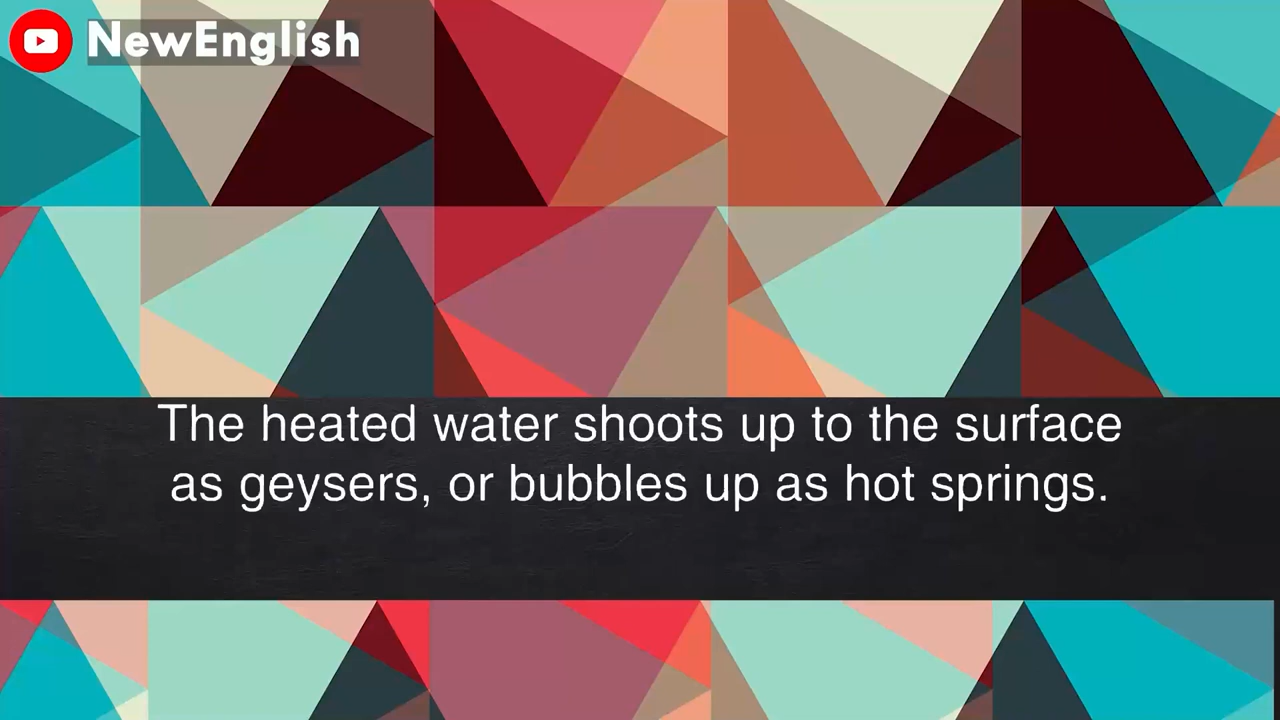 NewEnglish
The heated water shoots up to the surface
as geysers, or bubbles up as hot springs.